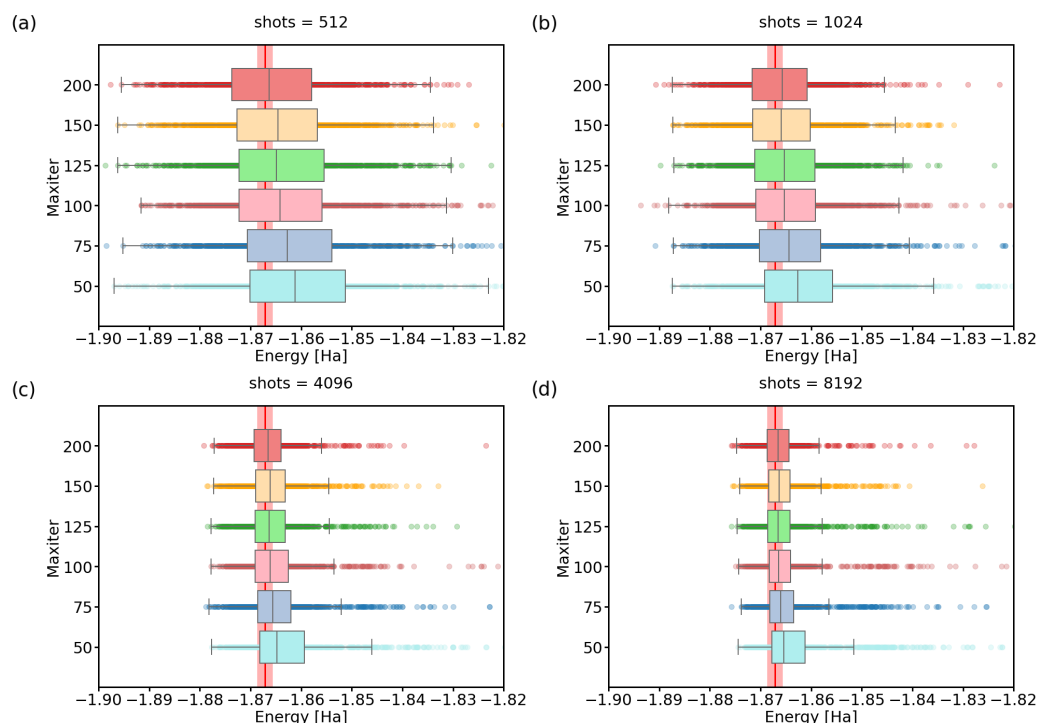 (a)
shots = 512
Maxiter
200
150
125
100
75
50
−1.90 −1.89 −1.88 −1.87 −1.86 −1.85 −1.84 −1.83 −1.82
Energy [Ha]
(b)
shots = 1024
Maxiter
200
150
125
100
75
50
−1.90 −1.89 −1.88 −1.87 −1.86 −1.85 −1.84 −1.83 −1.82
Energy [Ha]
(c)
shots = 4096
Maxiter
200
150
125
100
75
50
−1.90 −1.89 −1.88 −1.87 −1.86 −1.85 −1.84 −1.83 −1.82
Energy [Ha]
(d)
shots = 8192
Maxiter
200
150
125
100
75
50
−1.90 −1.89 −1.88 −1.87 −1.86 −1.85 −1.84 −1.83 −1.82
Energy [Ha]